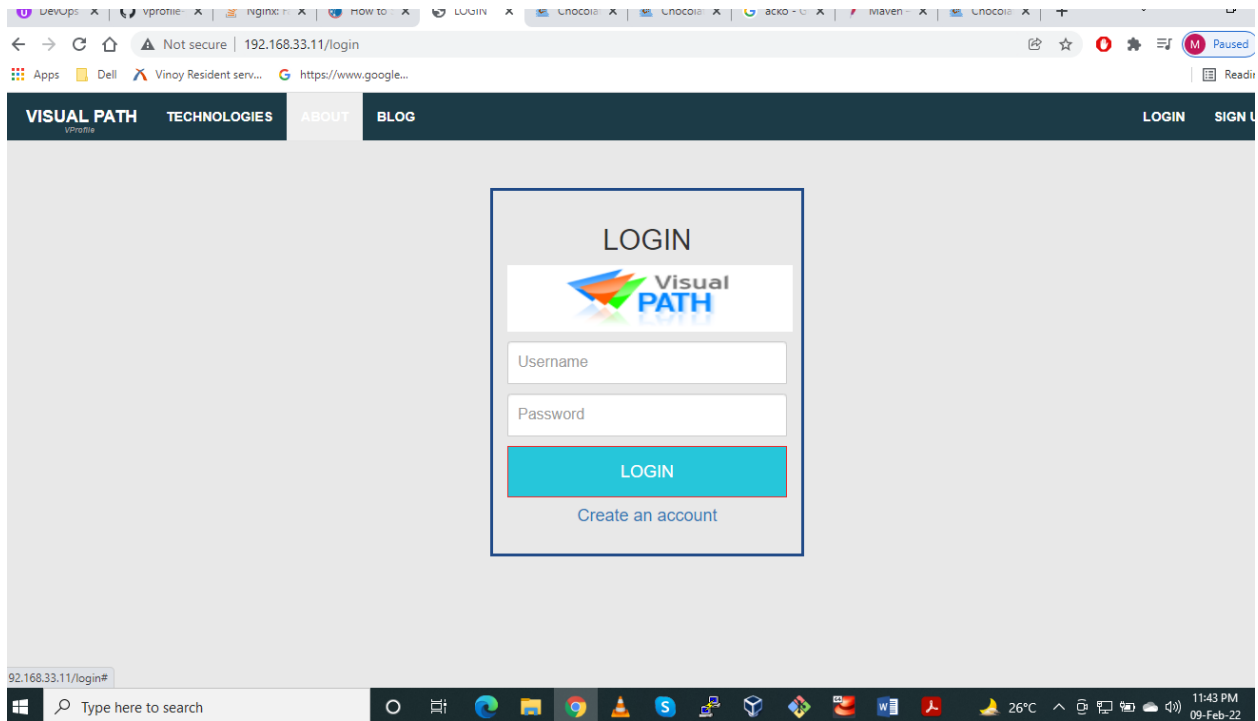 DevOps
vprofile-
Nginx:
How to
LOGIN
Chocola
Chocola
acko -
Maven -
Chocola
Not secure | 192.168.33.11/login
M Paused
Apps Dell Vinoy Resident serv... https://www.google...
Readin
VISUAL PATH TECHNOLOGIES ABOUT BLOG LOGIN SIGN U
VProfile
LOGIN
Visual
PATH
Username
Password
LOGIN
Create an account
92.168.33.11/login#
Type here to search
26°C
11:43 PM
09-Feb-22